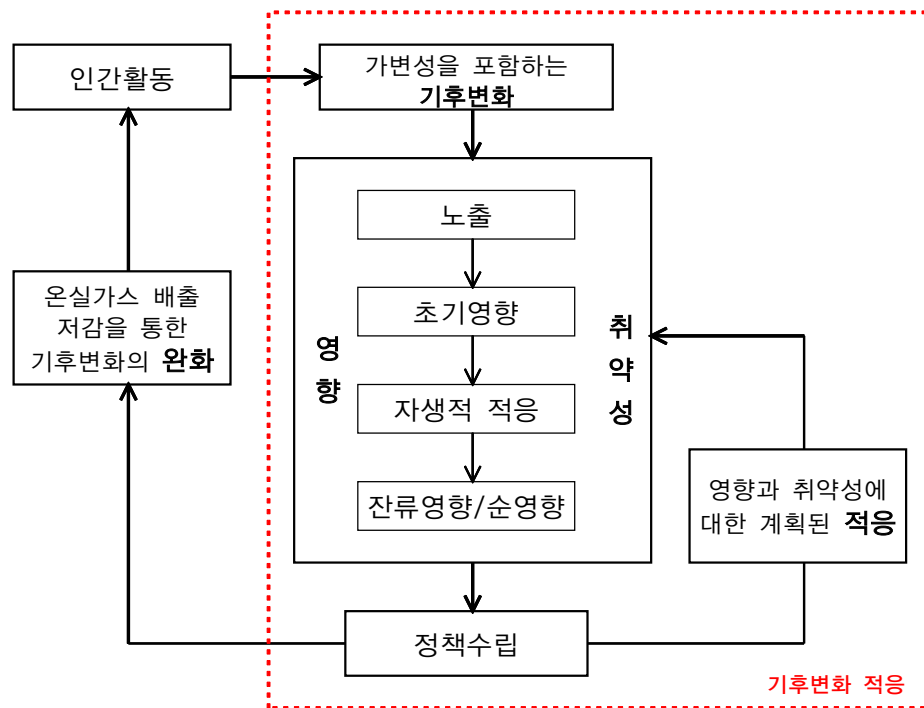 인간활동
가변성을 포함하는
기후변화
노출
초기영향
자생적 적응
잔류영향/순영향
영
향
취
약
성
온실가스 배출
저감을 통한
기후변화의 완화
영향과 취약성에
대한 계획된 적응
정책수립
기후변화 적응